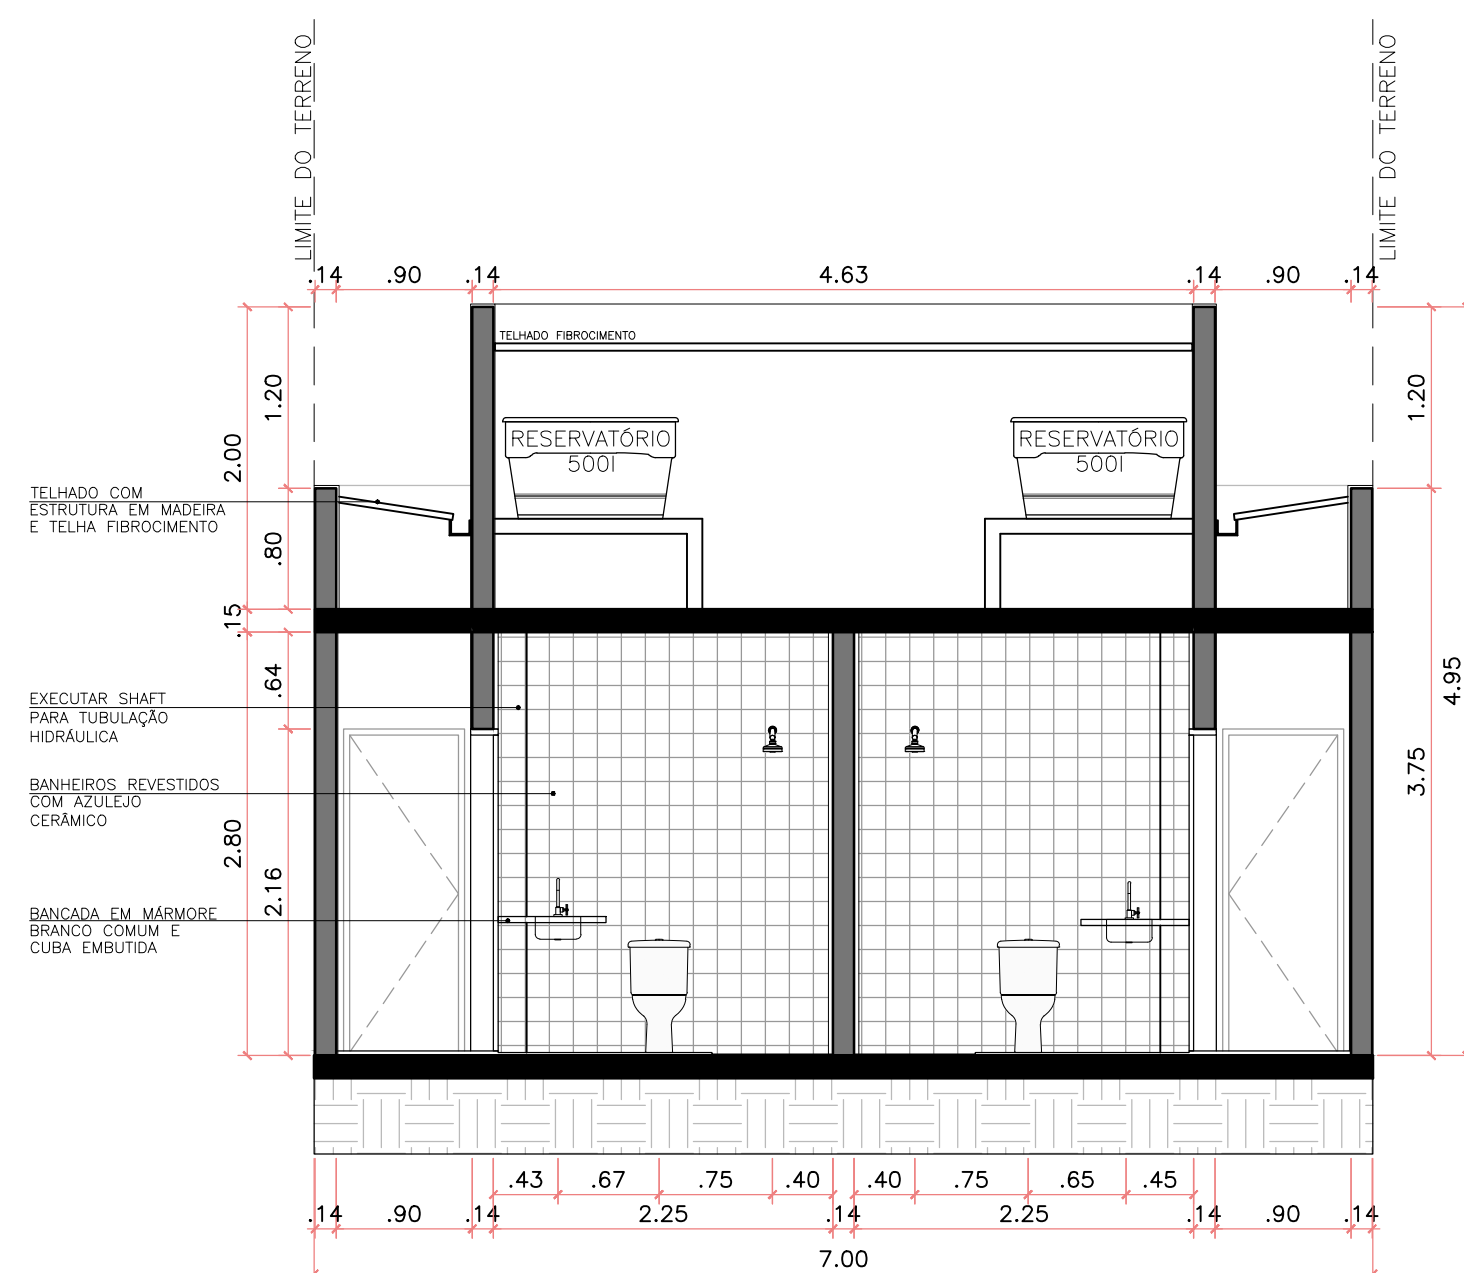 LIMITE DO TERRENO
LIMITE DO TERRENO
.14 .90 .14 4.63 .14 .90 .14
TELHADO FIBROCIMENTO
1.20
2.00
.80
.15
.64
2.80
2.16
1.20
4.95
3.75
RESERVATÓRIO
500l
RESERVATÓRIO
500l
TELHADO COM
ESTRUTURA EM MADEIRA
E TELHA FIBROCIMENTO
EXECUTAR SHAFT
PARA TUBULAÇÃO
HIDRÁULICA
BANHEIROS REVESTIDOS
COM AZULEJO
CERÂMICO
BANCADA EM MÁRMORE
BRANCO COMUM E
CUBA EMBUTIDA
.43 .67 .75 .40 .40 .75 .65 .45
.14 .90 .14 2.25 .14 2.25 .14 .90 .14
7.00